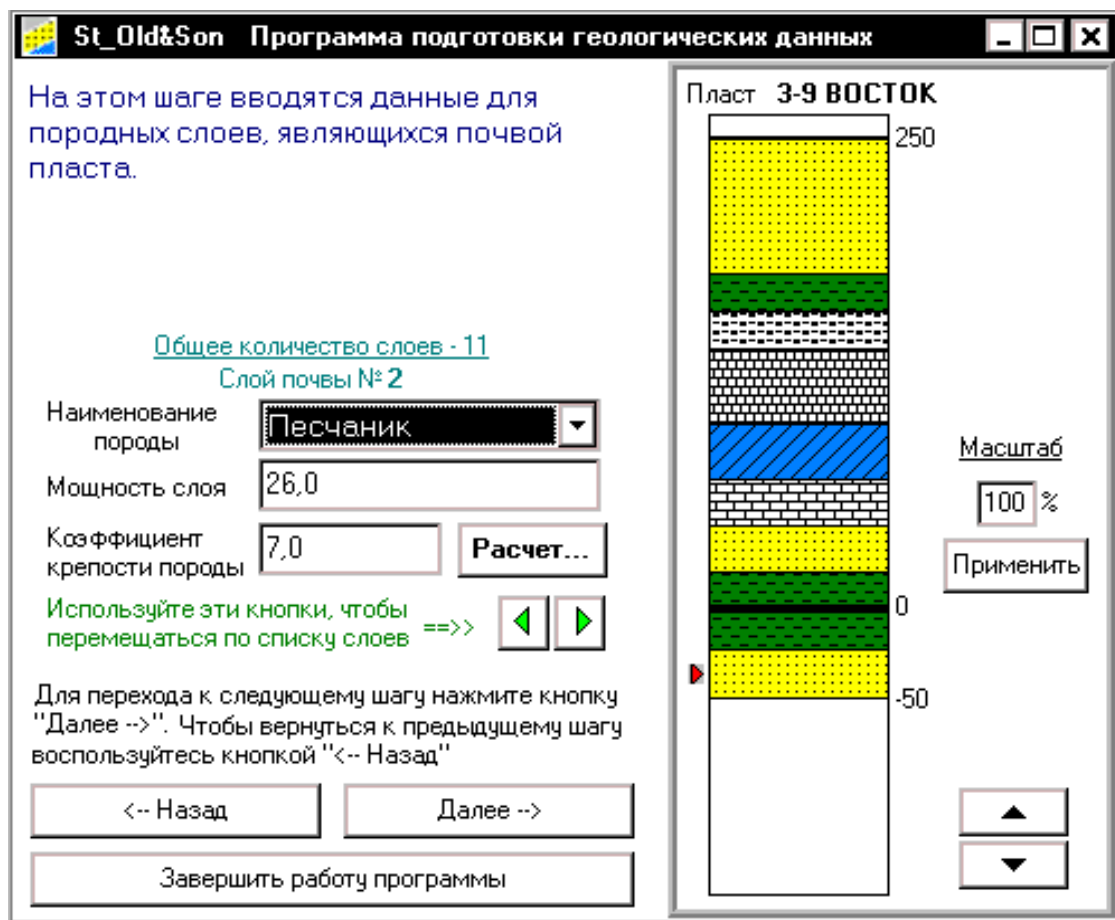 St_Old&Son Программа подготовки геологических данных
На этом шаге вводятся данные для
породных слоев, являющихся почвой
пласта.
Общее количество слоев - 11
Слой почвы № 2
Наименование
породы
Песчаник
Мощность слоя
26,0
Коэффициент
крепости породы
7,0
Расчет...
Используйте эти кнопки, чтобы
перемещаться по списку слоев
==>>
Для перехода к следующему шагу нажмите кнопку
"Далее -->". Чтобы вернуться к предыдущему шагу
воспользуйтесь кнопкой "<-- Назад"
<-- Назад
Далее -->
Завершить работу программы
Пласт 3-9 ВОСТОК
250
0
-50
Масштаб
100 %
Применить